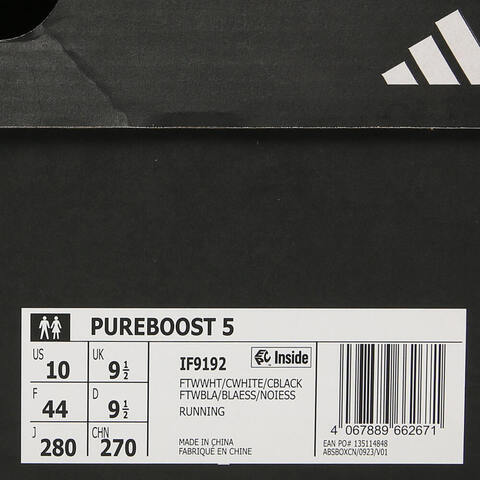 PUREBOOST 5
US 10 UK 9 1/2
F 44 D 9 1/2
J 280 CHN 270
IF9192 Inside
FTWWHT/CWHITE/CBLACK
FTWBLA/BLAESS/NOIESS
RUNNING
MADE IN CHINA
FABRIQUÉ EN CHINE
4 067889 662671
EAN PO# 135114848
ABSBOXCN/0923/V01